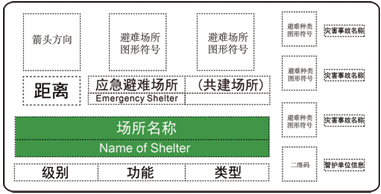 箭头方向
避难场所
图形符号
避难场所
图形符号
距离
应急避难场所
(共建场所)
Emergency Shelter
场所名称
Name of Shelter
级别
功能
类型
避难种类
图形符号
灾害事故名称
避难种类
图形符号
灾害事故名称
避难种类
图形符号
灾害事故名称
二维码
管护单位信息